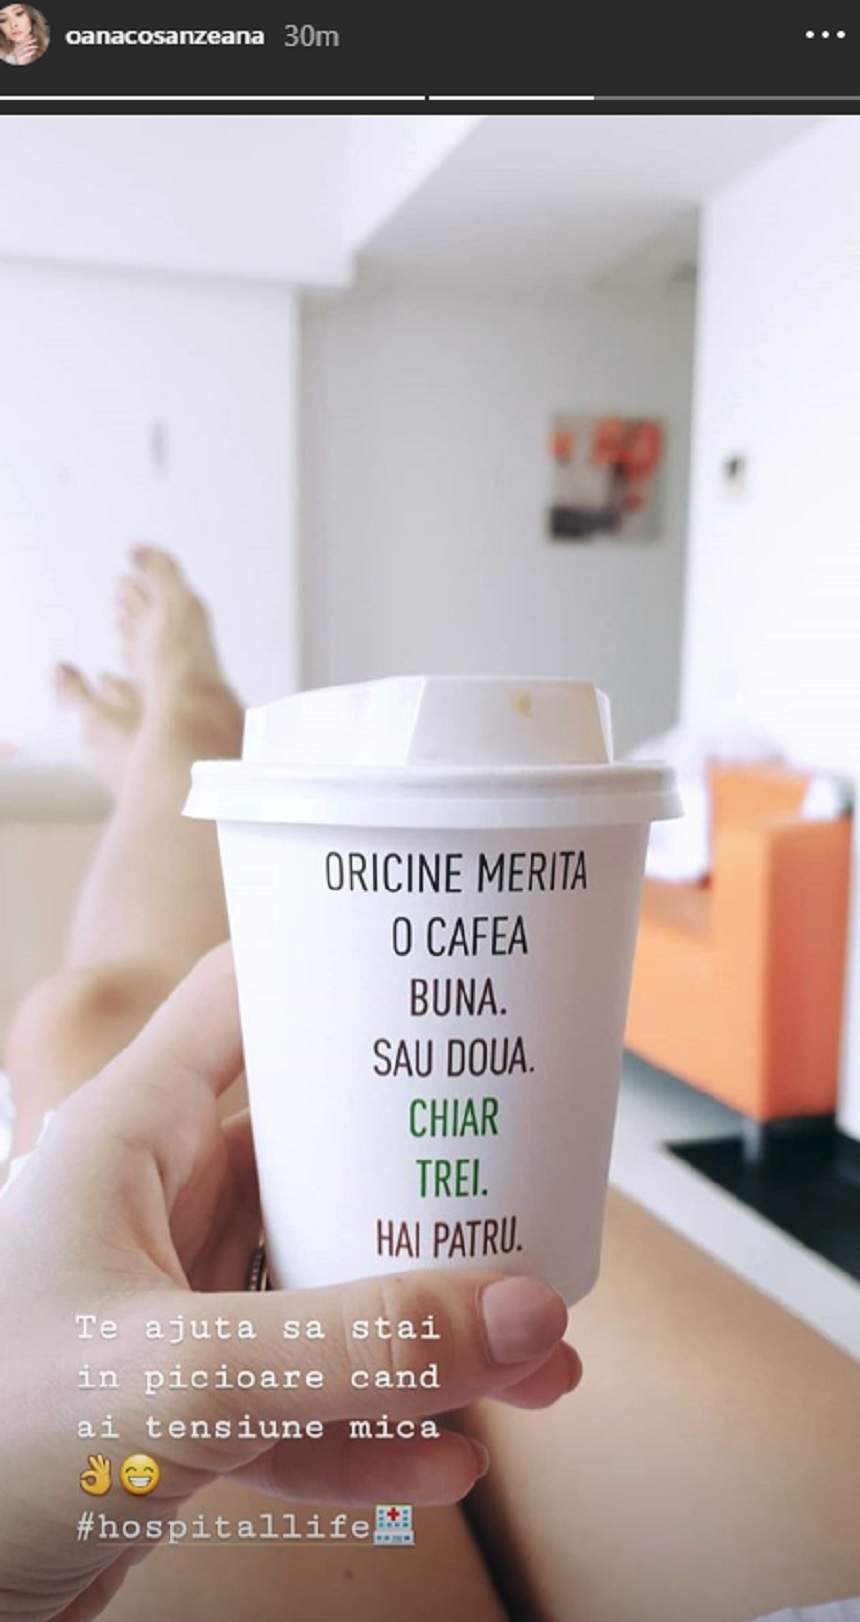 oanacosanzeana 30m
ORICINE MERITA
O CAFEA
BUNA.
SAU DOUA.
CHIAR
TREI.
HAI PATRU.
Te ajuta sa stai
in picioare cand
ai tensiune mica
👌😁
#hospitallife🏥